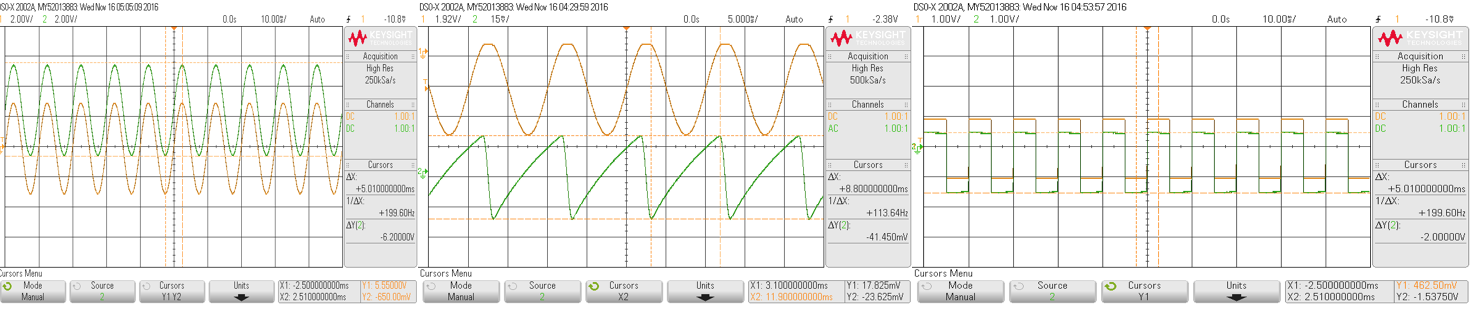 DSO-X 2002A, MY52013883: Wed Nov 16 05:05:09 2016
1 2.00V/ 2 2.00V/ 0.0s 10.00ms/ Auto 1 -10.8V
KEYSIGHT
TECHNOLOGIES
Acquisition
High Res
250kSa/s
Channels
DC 1.00:1
DC 1.00:1
Cursors
ΔX:
+5.010000000ms
1/ΔX:
+199.60Hz
ΔY(2):
-6.20000V
Cursors Menu
Mode
Manual
Source
2
Cursors
Y1 Y2
Units
X1: -2.500000000ms
X2: 2.510000000ms
Y1: 5.55000V
Y2: -650.00mV
DSO-X 2002A, MY52013883: Wed Nov 16 04:29:59 2016
1 1.92V/ 2 15mV/ 0.0s 5.000ms/ Auto 1 -2.38V
KEYSIGHT
TECHNOLOGIES
Acquisition
High Res
500kSa/s
Channels
DC 1.00:1
AC 1.00:1
Cursors
ΔX:
+8.800000000ms
1/ΔX:
+113.64Hz
ΔY(2):
-41.450mV
Cursors Menu
Mode
Manual
Source
2
Cursors
X2
Units
X1: 3.100000000ms
X2: 11.900000000ms
Y1: 17.825mV
Y2: -23.625mV
DSO-X 2002A, MY52013883: Wed Nov 16 04:53:57 2016
1 1.00V/ 2 1.00V/ 0.0s 10.00ms/ Auto 1 -10.8V
KEYSIGHT
TECHNOLOGIES
Acquisition
High Res
250kSa/s
Channels
DC 1.00:1
DC 1.00:1
Cursors
ΔX:
+5.010000000ms
1/ΔX:
+199.60Hz
ΔY(2):
-2.00000V
Cursors Menu
Mode
Manual
Source
2
Cursors
Y1
Units
X1: -2.500000000ms
X2: 2.510000000ms
Y1: 462.50mV
Y2: -1.53750V